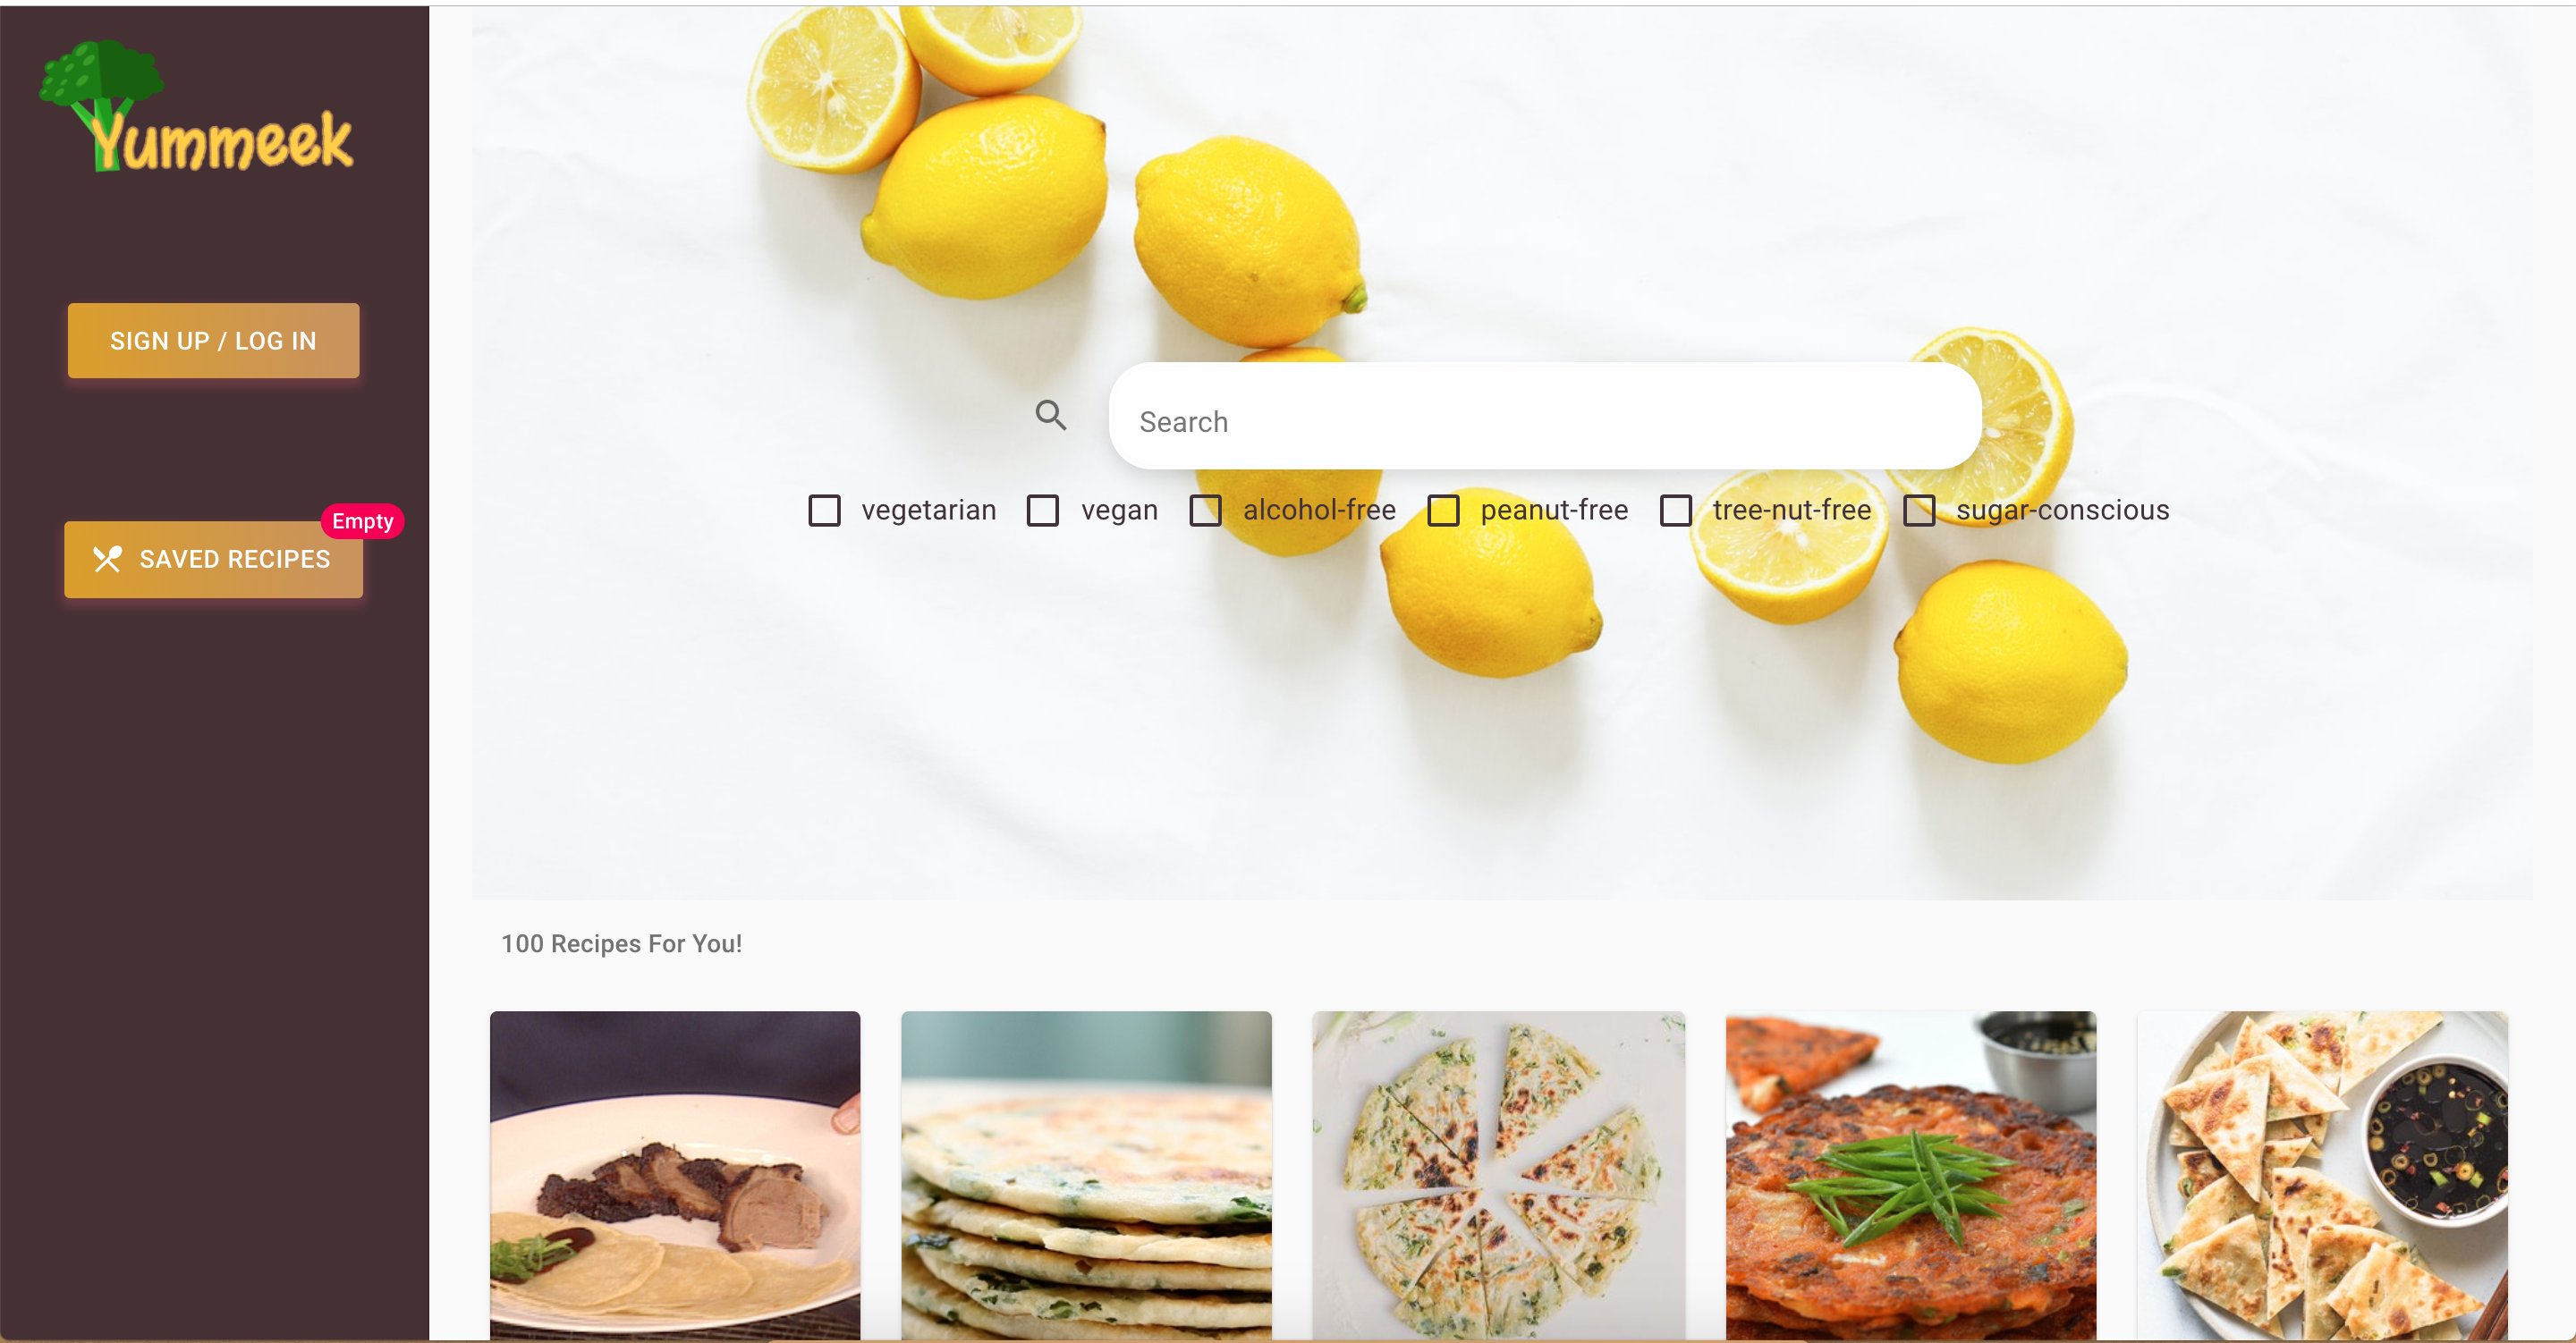 Yummeek
SIGN UP / LOG IN
Empty
SAVED RECIPES
Search
vegetarian vegan alcohol-free peanut-free tree-nut-free sugar-conscious
100 Recipes For You!